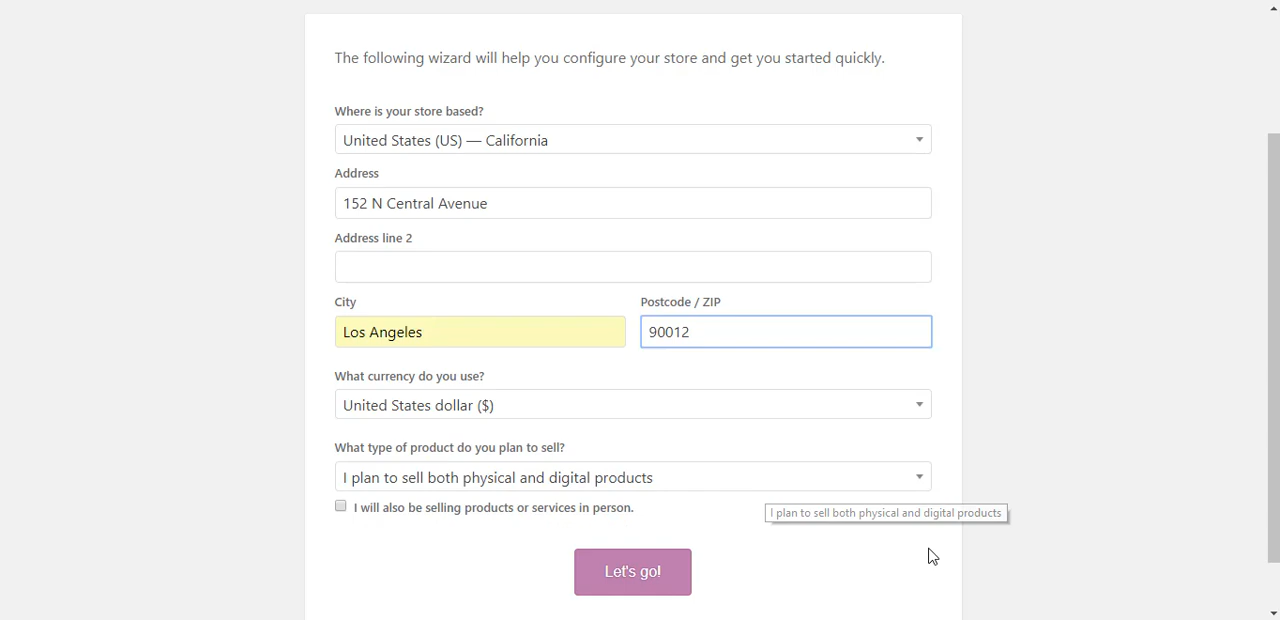 The following wizard will help you configure your store and get you started quickly.
Where is your store based?
United States (US) — California
Address
152 N Central Avenue
Address line 2
City
Postcode / ZIP
Los Angeles
90012
What currency do you use?
United States dollar ($)
What type of product do you plan to sell?
I plan to sell both physical and digital products
I will also be selling products or services in person.
I plan to sell both physical and digital products
Let's go!